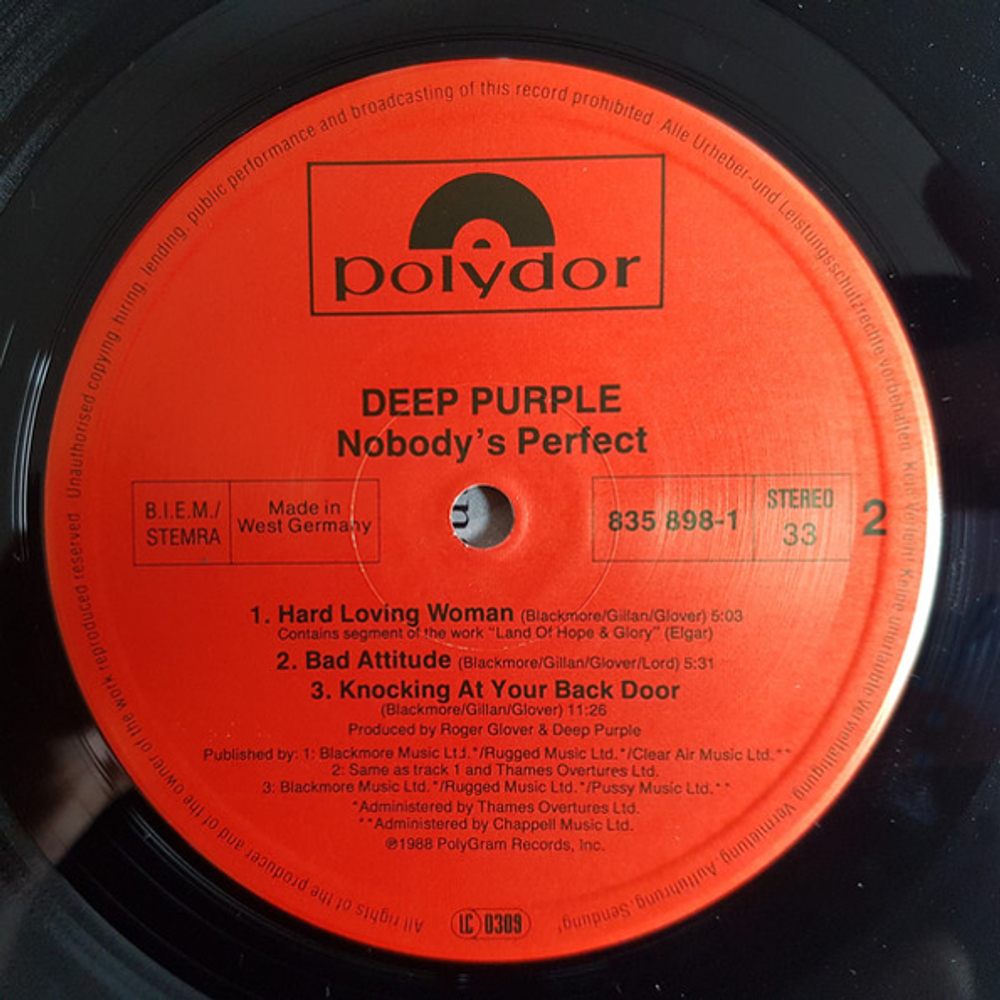 All rights of the producer and of the owner of the work reproduced reserved. Unauthorised copying, hiring, lending, public performance and broadcasting of this record prohibited. Alle Urheber-und Leistungsschutzrechte vorbehalten. Kein Verleih! Keine unerlaubte Vervielfältigung, Vermietung, Aufführung, Sendung!
polydor
DEEP PURPLE
Nobody's Perfect
B.I.E.M./
STEMRA
Made in
West Germany
835 898-1
STEREO
33
2
1. Hard Loving Woman (Blackmore/Gillan/Glover) 5:03
Contains segment of the work "Land Of Hope & Glory" (Elgar)
2. Bad Attitude (Blackmore/Gillan/Glover/Lord) 5:31
3. Knocking At Your Back Door
(Blackmore/Gillan/Glover) 11:26
Produced by Roger Glover & Deep Purple
Published by: 1: Blackmore Music Ltd.*/Rugged Music Ltd.*/Clear Air Music Ltd.**
2: Same as track 1 and Thames Overtures Ltd.
3: Blackmore Music Ltd.*/Rugged Music Ltd.*/Pussy Music Ltd.**
*Administered by Thames Overtures Ltd.
**Administered by Chappell Music Ltd.
℗1988 PolyGram Records, Inc.
LC 0309